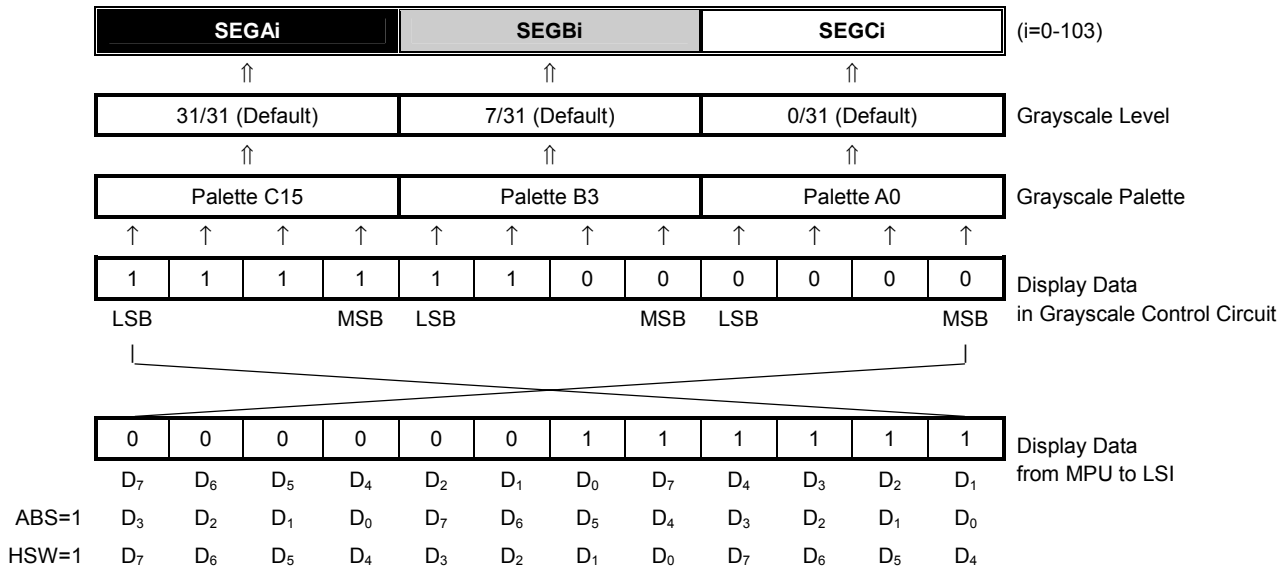 SEGAi SEGBi SEGCi (i=0-103)
⇑ ⇑ ⇑
31/31 (Default) 7/31 (Default) 0/31 (Default) Grayscale Level
⇑ ⇑ ⇑
Palette C15 Palette B3 Palette A0 Grayscale Palette
↑ ↑ ↑ ↑ ↑ ↑ ↑ ↑ ↑ ↑ ↑ ↑
1 1 1 1 1 1 0 0 0 0 0 0 Display Data
LSB MSB LSB MSB LSB MSB in Grayscale Control Circuit
0 0 0 0 0 0 1 1 1 1 1 1 Display Data
D₇ D₆ D₅ D₄ D₂ D₁ D₀ D₇ D₄ D₃ D₂ D₁ from MPU to LSI
ABS=1 D₃ D₂ D₁ D₀ D₇ D₆ D₅ D₄ D₃ D₂ D₁ D₀
HSW=1 D₇ D₆ D₅ D₄ D₃ D₂ D₁ D₀ D₇ D₆ D₅ D₄